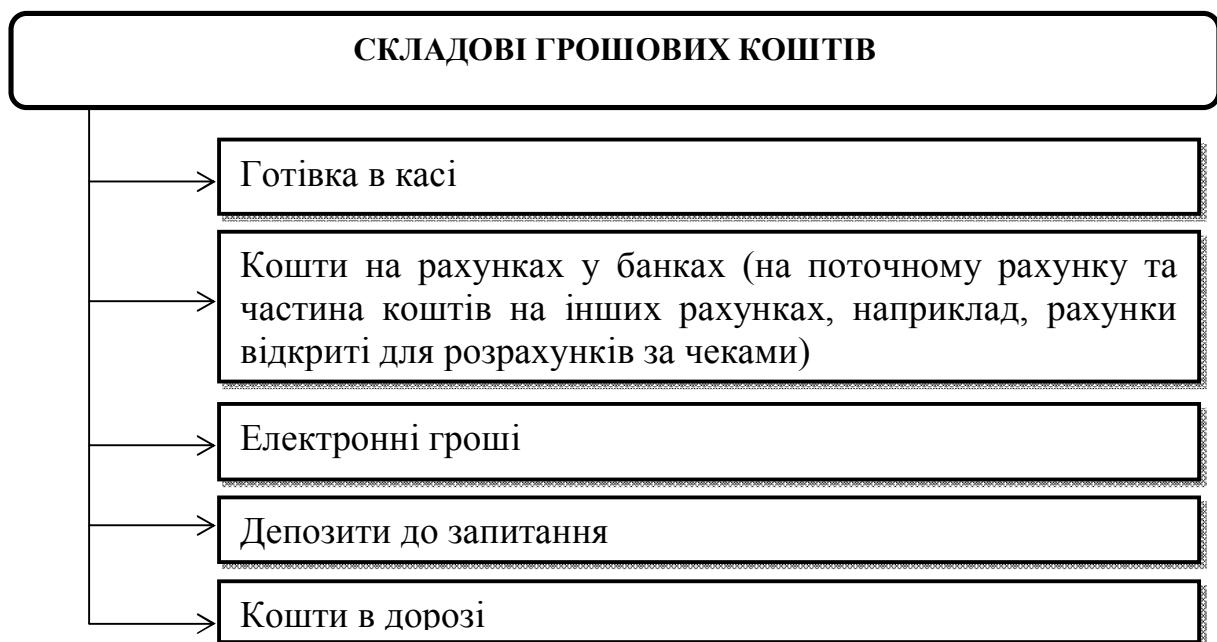 СКЛАДОВІ ГРОШОВИХ КОШТІВ
Готівка в касі
Кошти на рахунках у банках (на поточному рахунку та
частина коштів на інших рахунках, наприклад, рахунки
відкриті для розрахунків за чеками)
Електронні гроші
Депозити до запитання
Кошти в дорозі